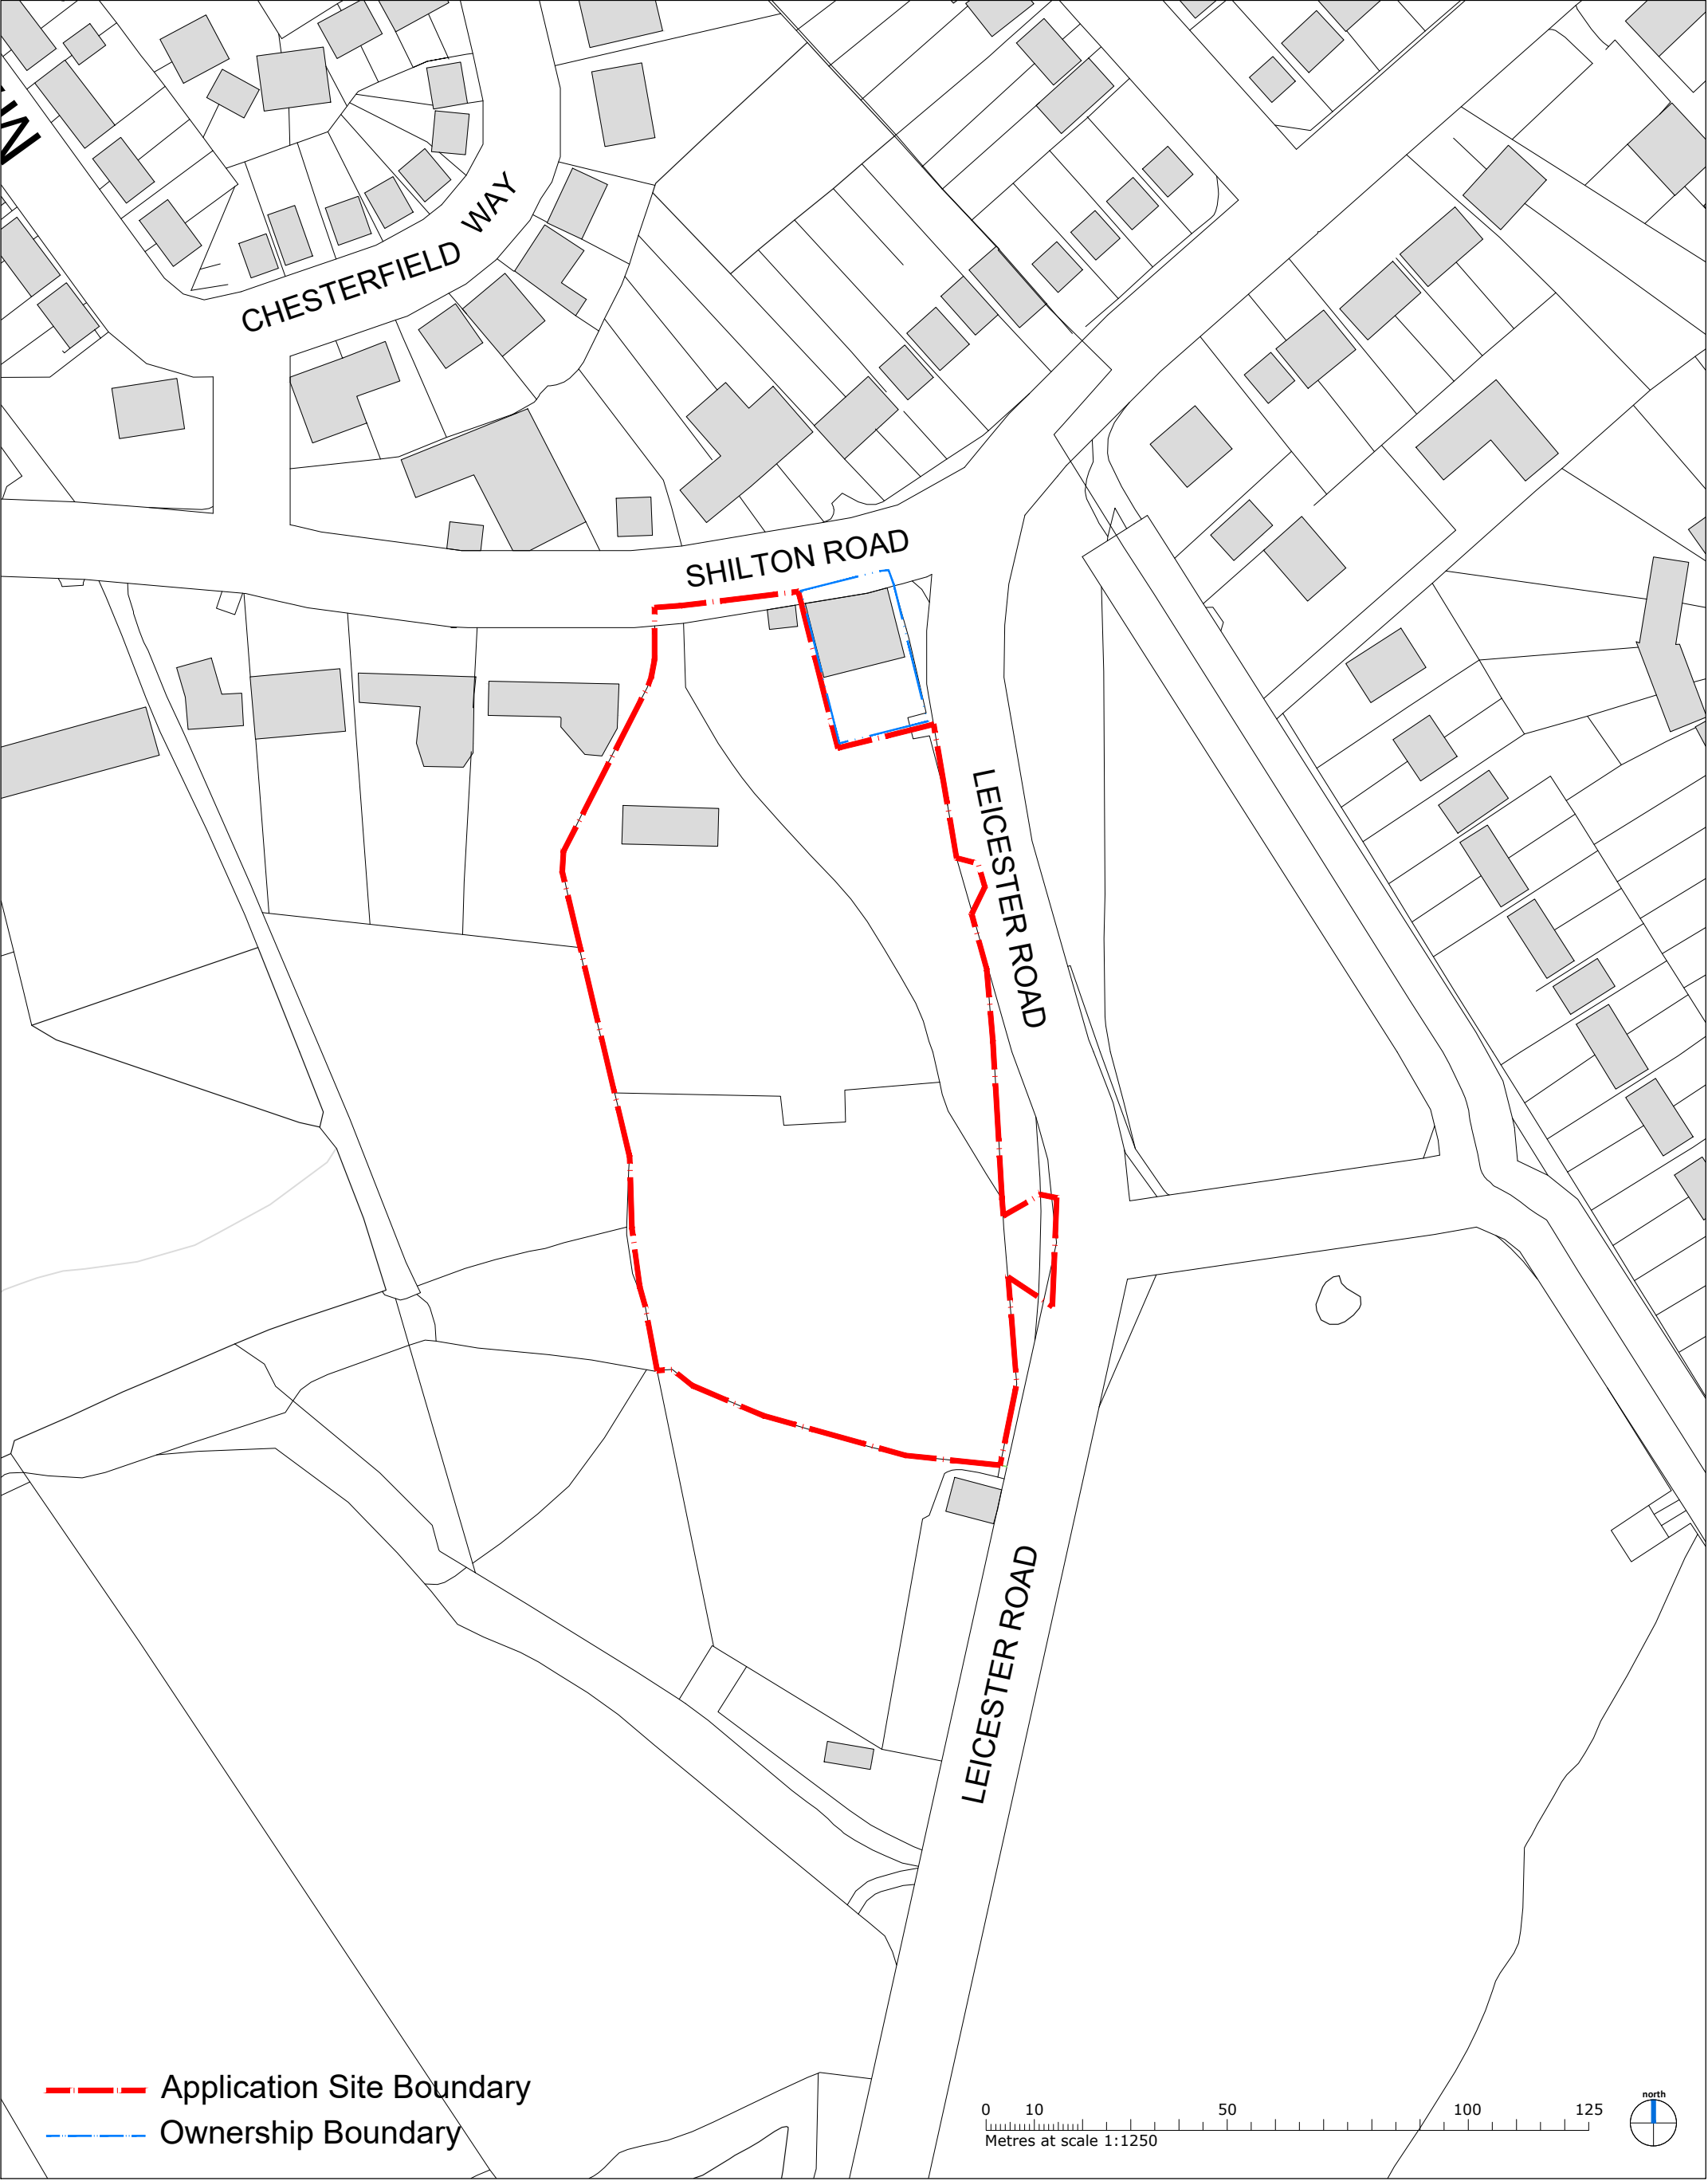 CHESTERFIELD WAY
SHILTON ROAD
LEICESTER ROAD
LEICESTER ROAD
Application Site Boundary
Ownership Boundary
0 10 50 100 125
Metres at scale 1:1250
north